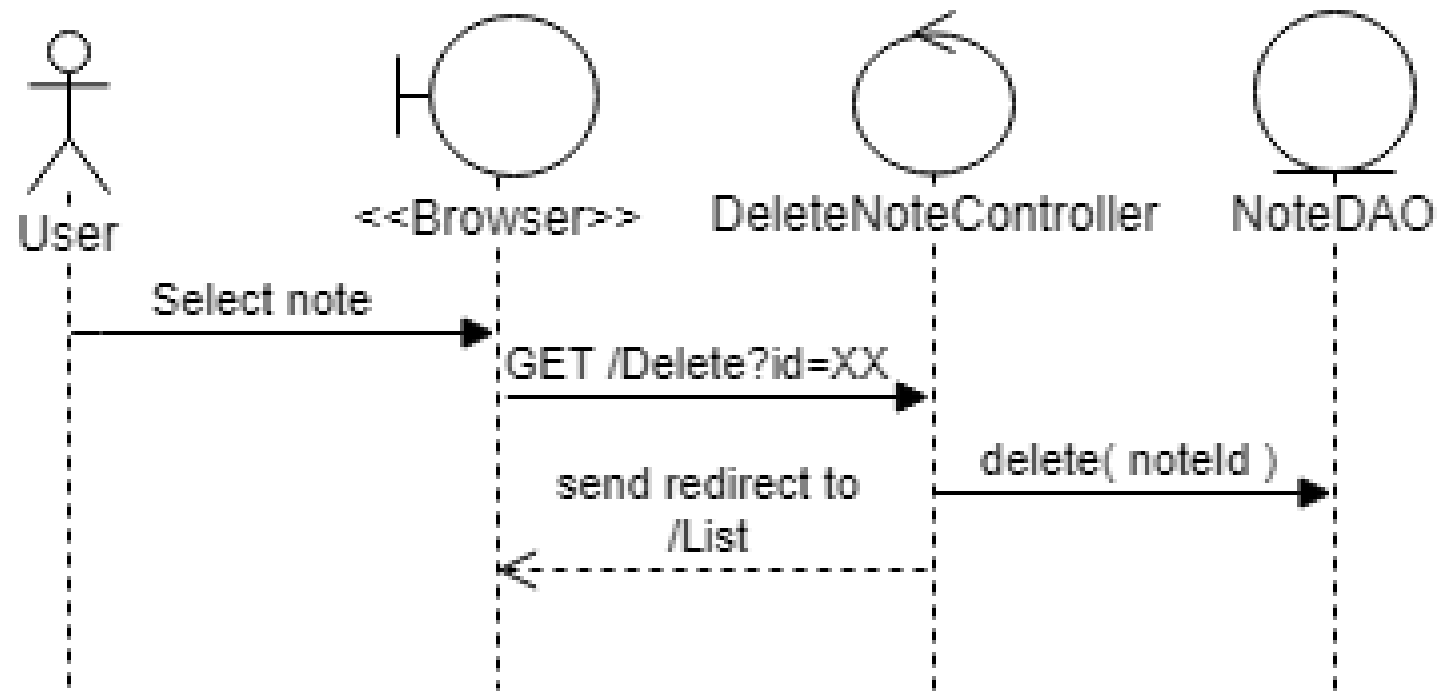 User
<<Browser>>
DeleteNoteController
NoteDAO
Select note
GET /Delete?id=XX
delete( noteId )
send redirect to
/List